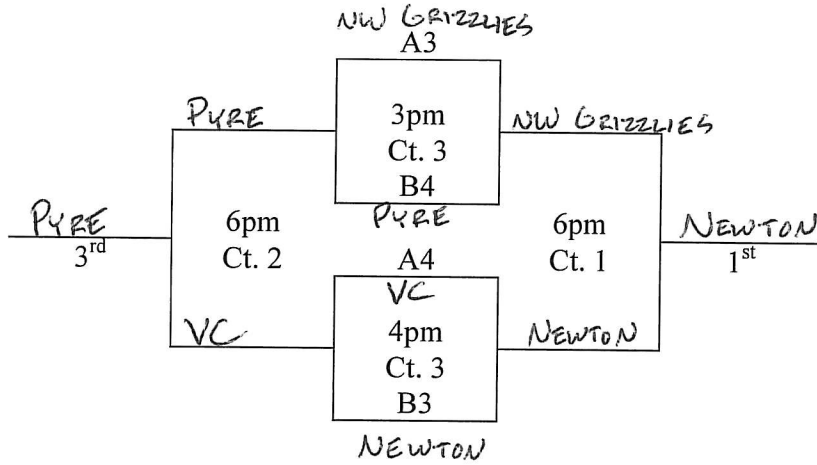 NW GRIZZLIES
A3
PYRE
3pm
NW GRIZZLIES
Ct. 3
B4
PYRE
PYRE
3rd
6pm
Ct. 2
6pm
Ct. 1
NEWTON
1st
A4
VC
VC
4pm
NEWTON
Ct. 3
B3
NEWTON